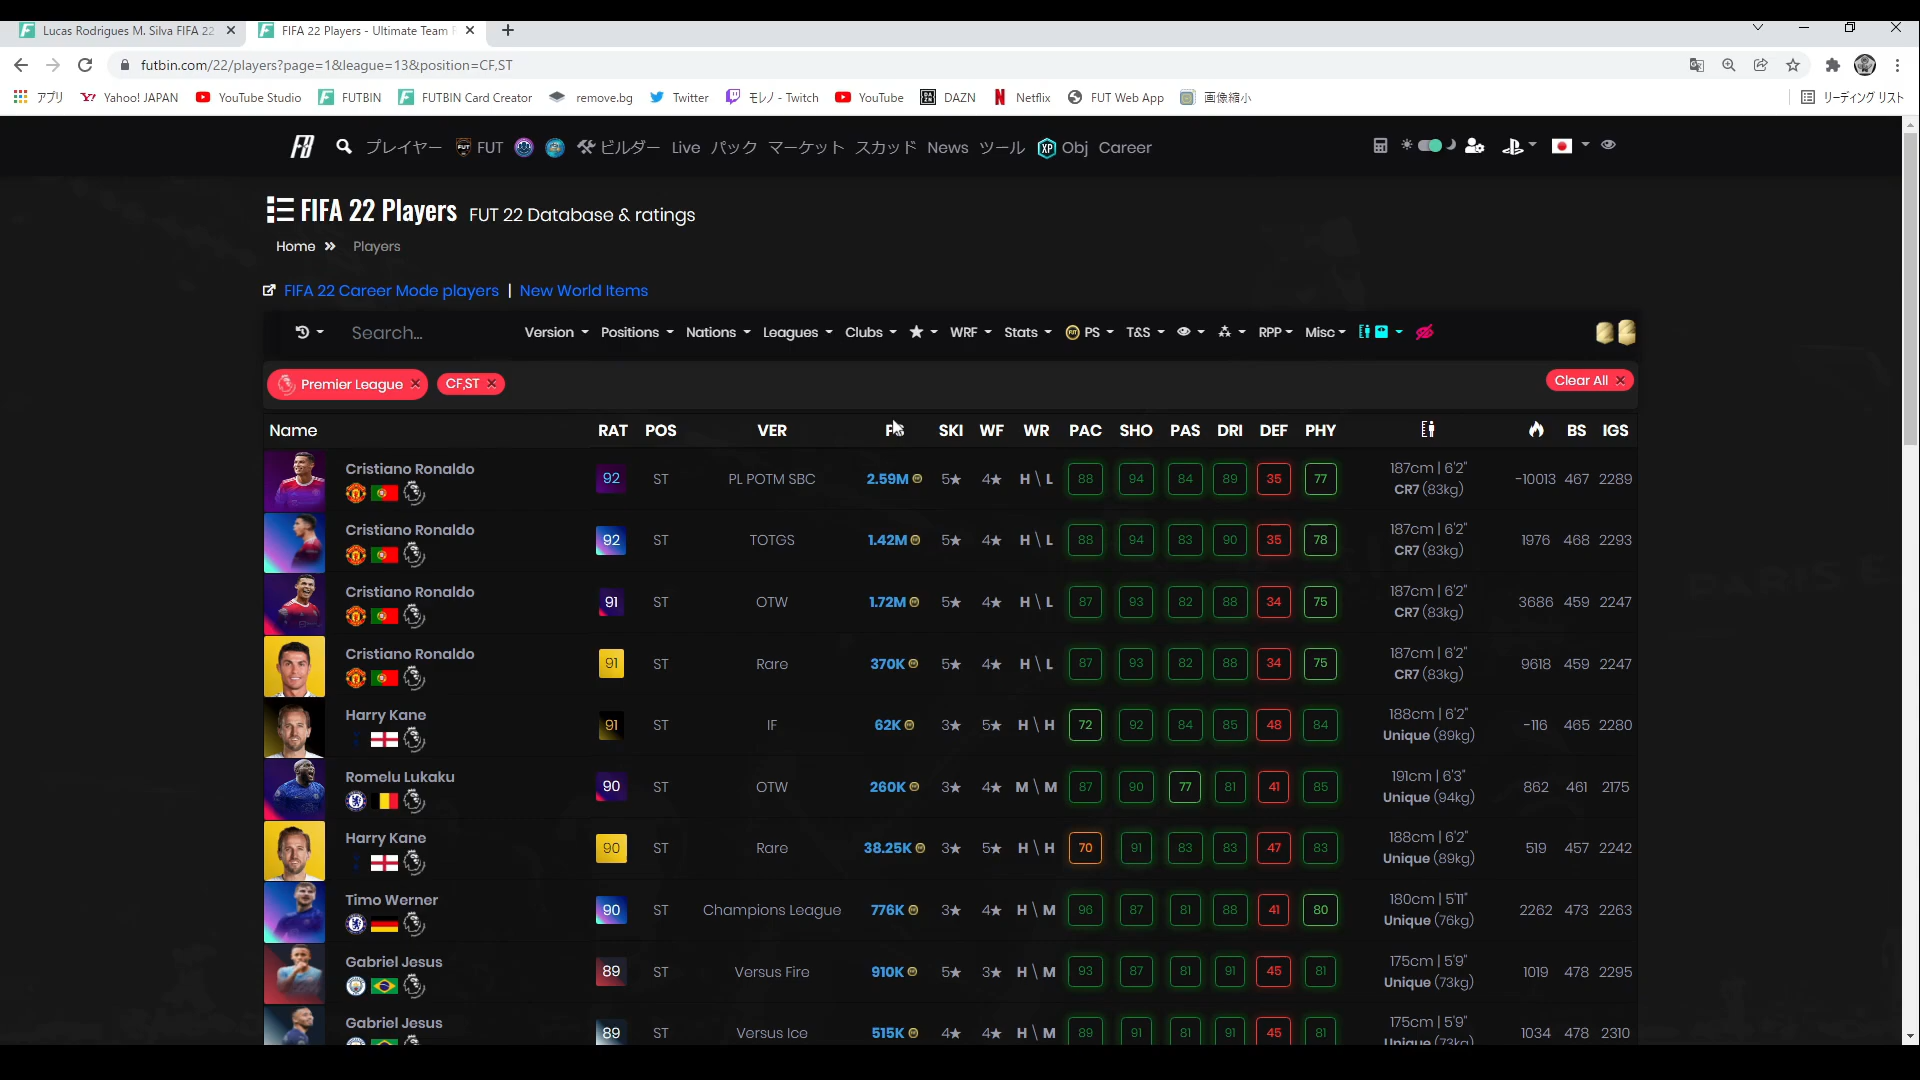 Lucas Rodrigues M. Silva FIFA 22
FIFA 22 Players - Ultimate Team
futbin.com/22/players?page=1&league=13&position=CF,ST
アプリ Yahoo! JAPAN YouTube Studio FUTBIN FUTBIN Card Creator remove.bg Twitter モレノ - Twitch YouTube DAZN Netflix FUT Web App 画像縮小 リーディング リスト
プレイヤー FUT ビルダー Live パック マーケット スカッド News ツール XP Obj Career
FIFA 22 Players FUT 22 Database & ratings
Home » Players
FIFA 22 Career Mode players | New World Items
Search... Version Positions Nations Leagues Clubs WRF Stats PS T&S RPP Misc
Premier League × CF,ST × Clear All ×
Name RAT POS VER SKI WF WR PAC SHO PAS DRI DEF PHY BS IGS
Cristiano Ronaldo 92 ST PL POTM SBC 2.59M 5★ 4★ H \ L 88 94 84 89 35 77 187cm | 6'2" -10013 467 2289
CR7 (83kg)
Cristiano Ronaldo 92 ST TOTGS 1.42M 5★ 4★ H \ L 88 94 83 90 35 78 187cm | 6'2" 1976 468 2293
CR7 (83kg)
Cristiano Ronaldo 91 ST OTW 1.72M 5★ 4★ H \ L 87 93 82 88 34 75 187cm | 6'2" 3686 459 2247
CR7 (83kg)
Cristiano Ronaldo 91 ST Rare 370K 5★ 4★ H \ L 87 93 82 88 34 75 187cm | 6'2" 9618 459 2247
CR7 (83kg)
Harry Kane 91 ST IF 62K 3★ 5★ H \ H 72 92 84 85 48 84 188cm | 6'2" -116 465 2280
Unique (89kg)
Romelu Lukaku 90 ST OTW 260K 3★ 4★ M \ M 87 90 77 81 41 85 191cm | 6'3" 862 461 2175
Unique (94kg)
Harry Kane 90 ST Rare 38.25K 3★ 5★ H \ H 70 91 83 83 47 83 188cm | 6'2" 519 457 2242
Unique (89kg)
Timo Werner 90 ST Champions League 776K 3★ 4★ H \ M 96 87 81 88 41 80 180cm | 5'11" 2262 473 2263
Unique (76kg)
Gabriel Jesus 89 ST Versus Fire 910K 5★ 3★ H \ M 93 87 81 91 45 81 175cm | 5'9" 1019 478 2295
Unique (73kg)
Gabriel Jesus 89 ST Versus Ice 515K 4★ 4★ H \ M 89 91 81 91 45 81 175cm | 5'9" 1034 478 2310
Unique (73kg)